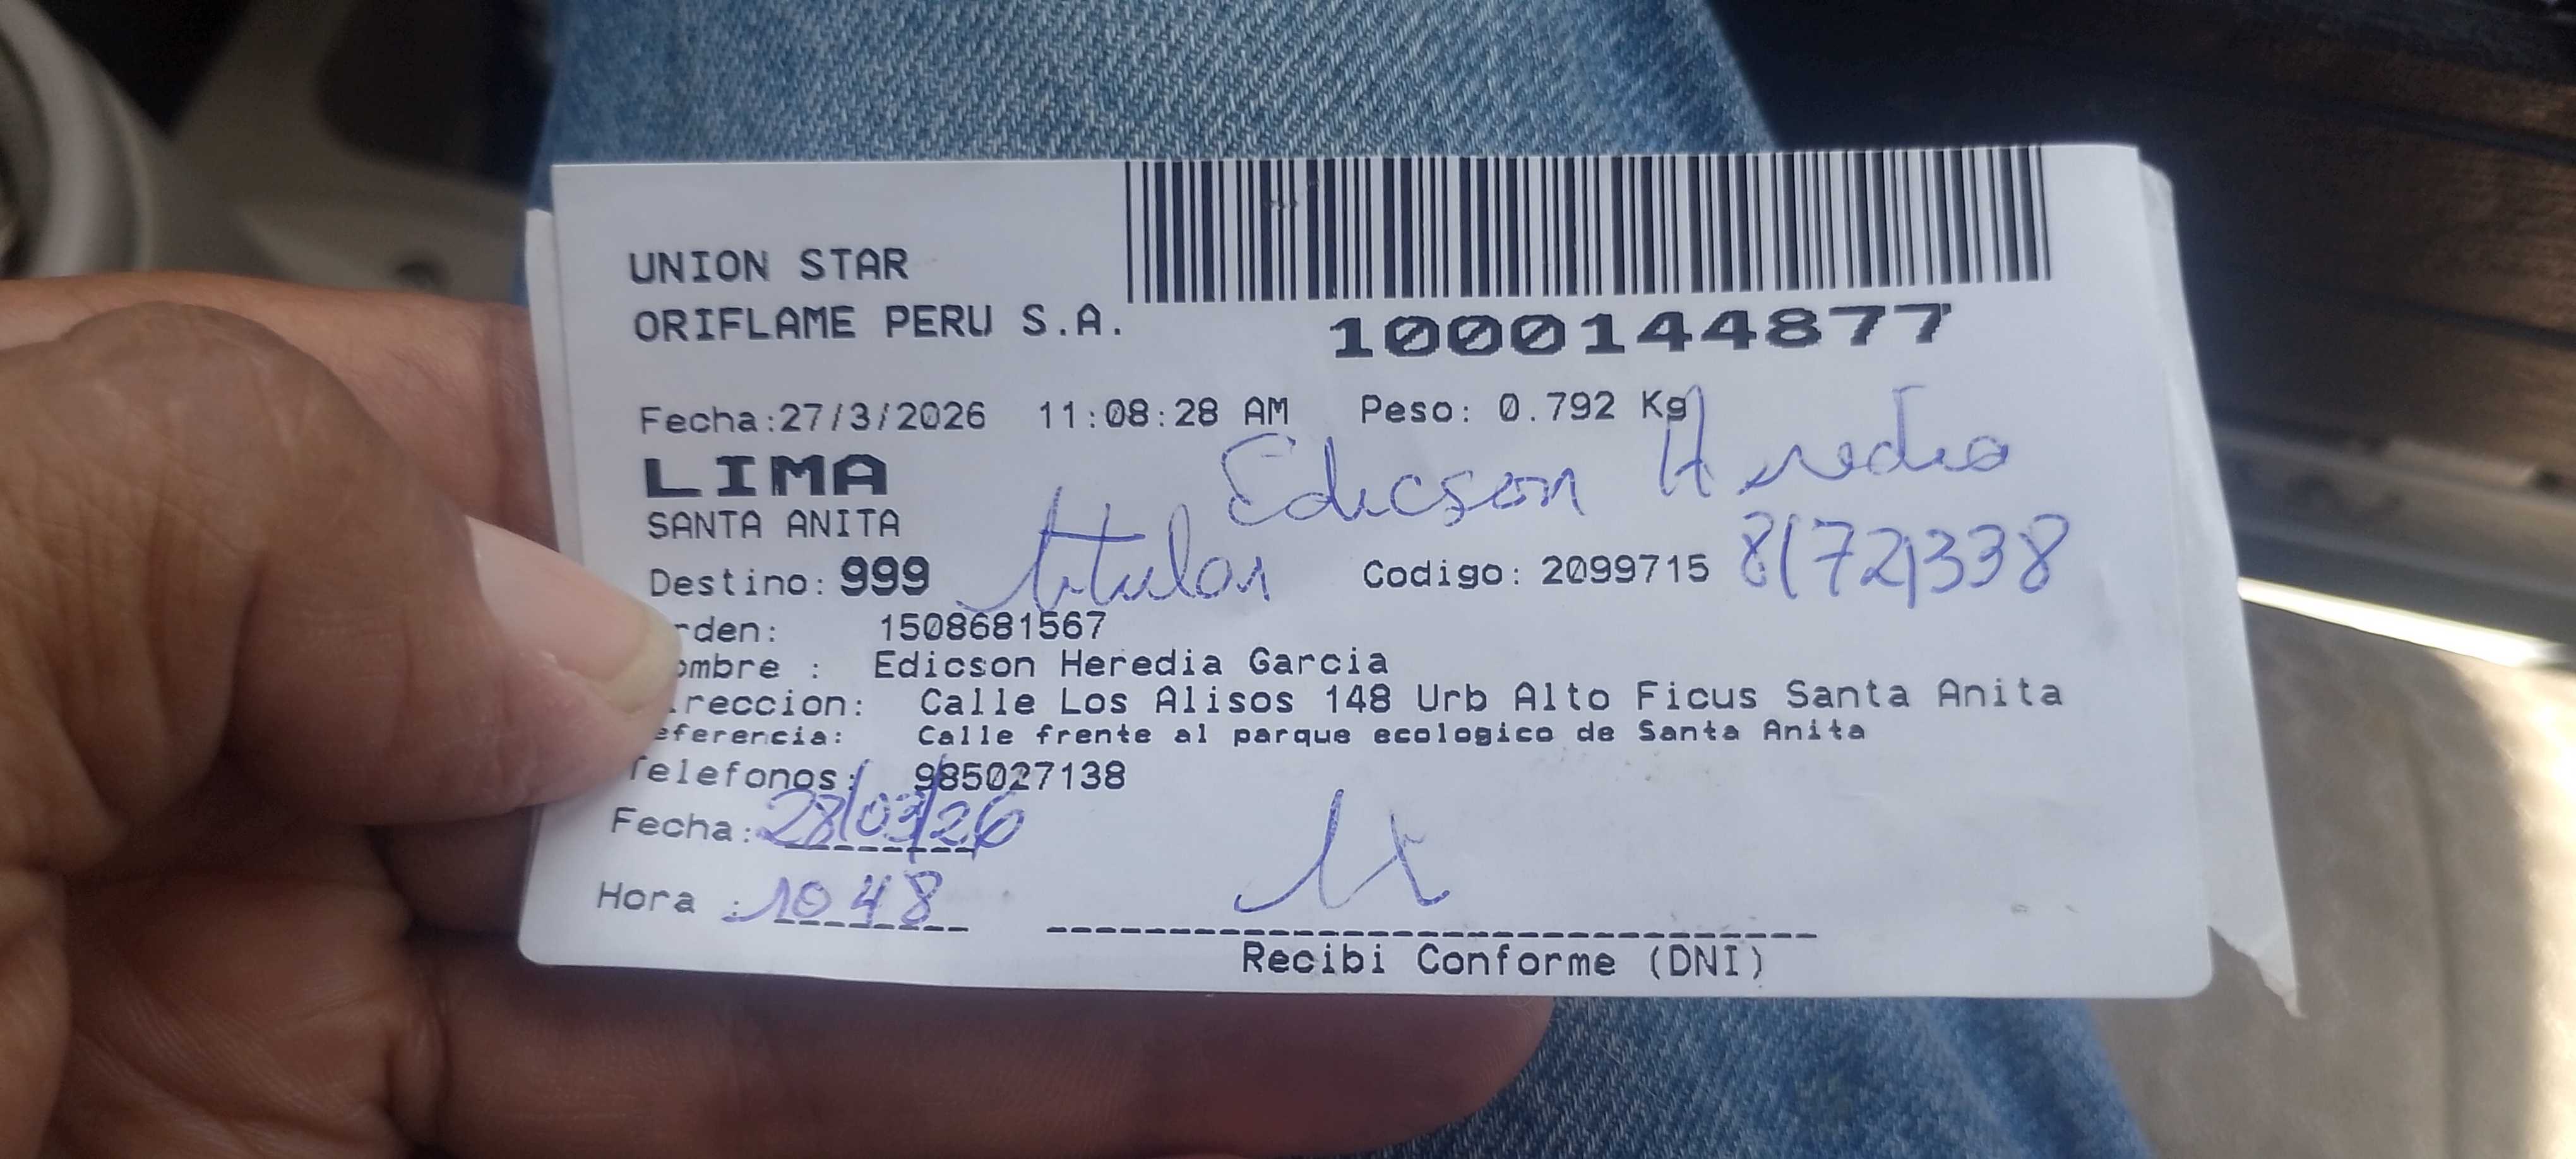 UNION STAR
ORIFLAME PERU S.A.
1000144877
Fecha:27/3/2026 11:08:28 AM Peso: 0.792 Kg
LIMA
Edicson Heredia
SANTA ANITA
Destino: 999 titular Codigo: 2099715
rden: 1508681567
ombre : Edicson Heredia Garcia
reccion: Calle Los Alisos 148 Urb Alto Ficus Santa Anita
eferencia: Calle frente al parque ecologico de Santa Anita
Telefonos: 985027138
Fecha: 28/03/26
Hora : 10 48
Recibi Conforme (DNI)